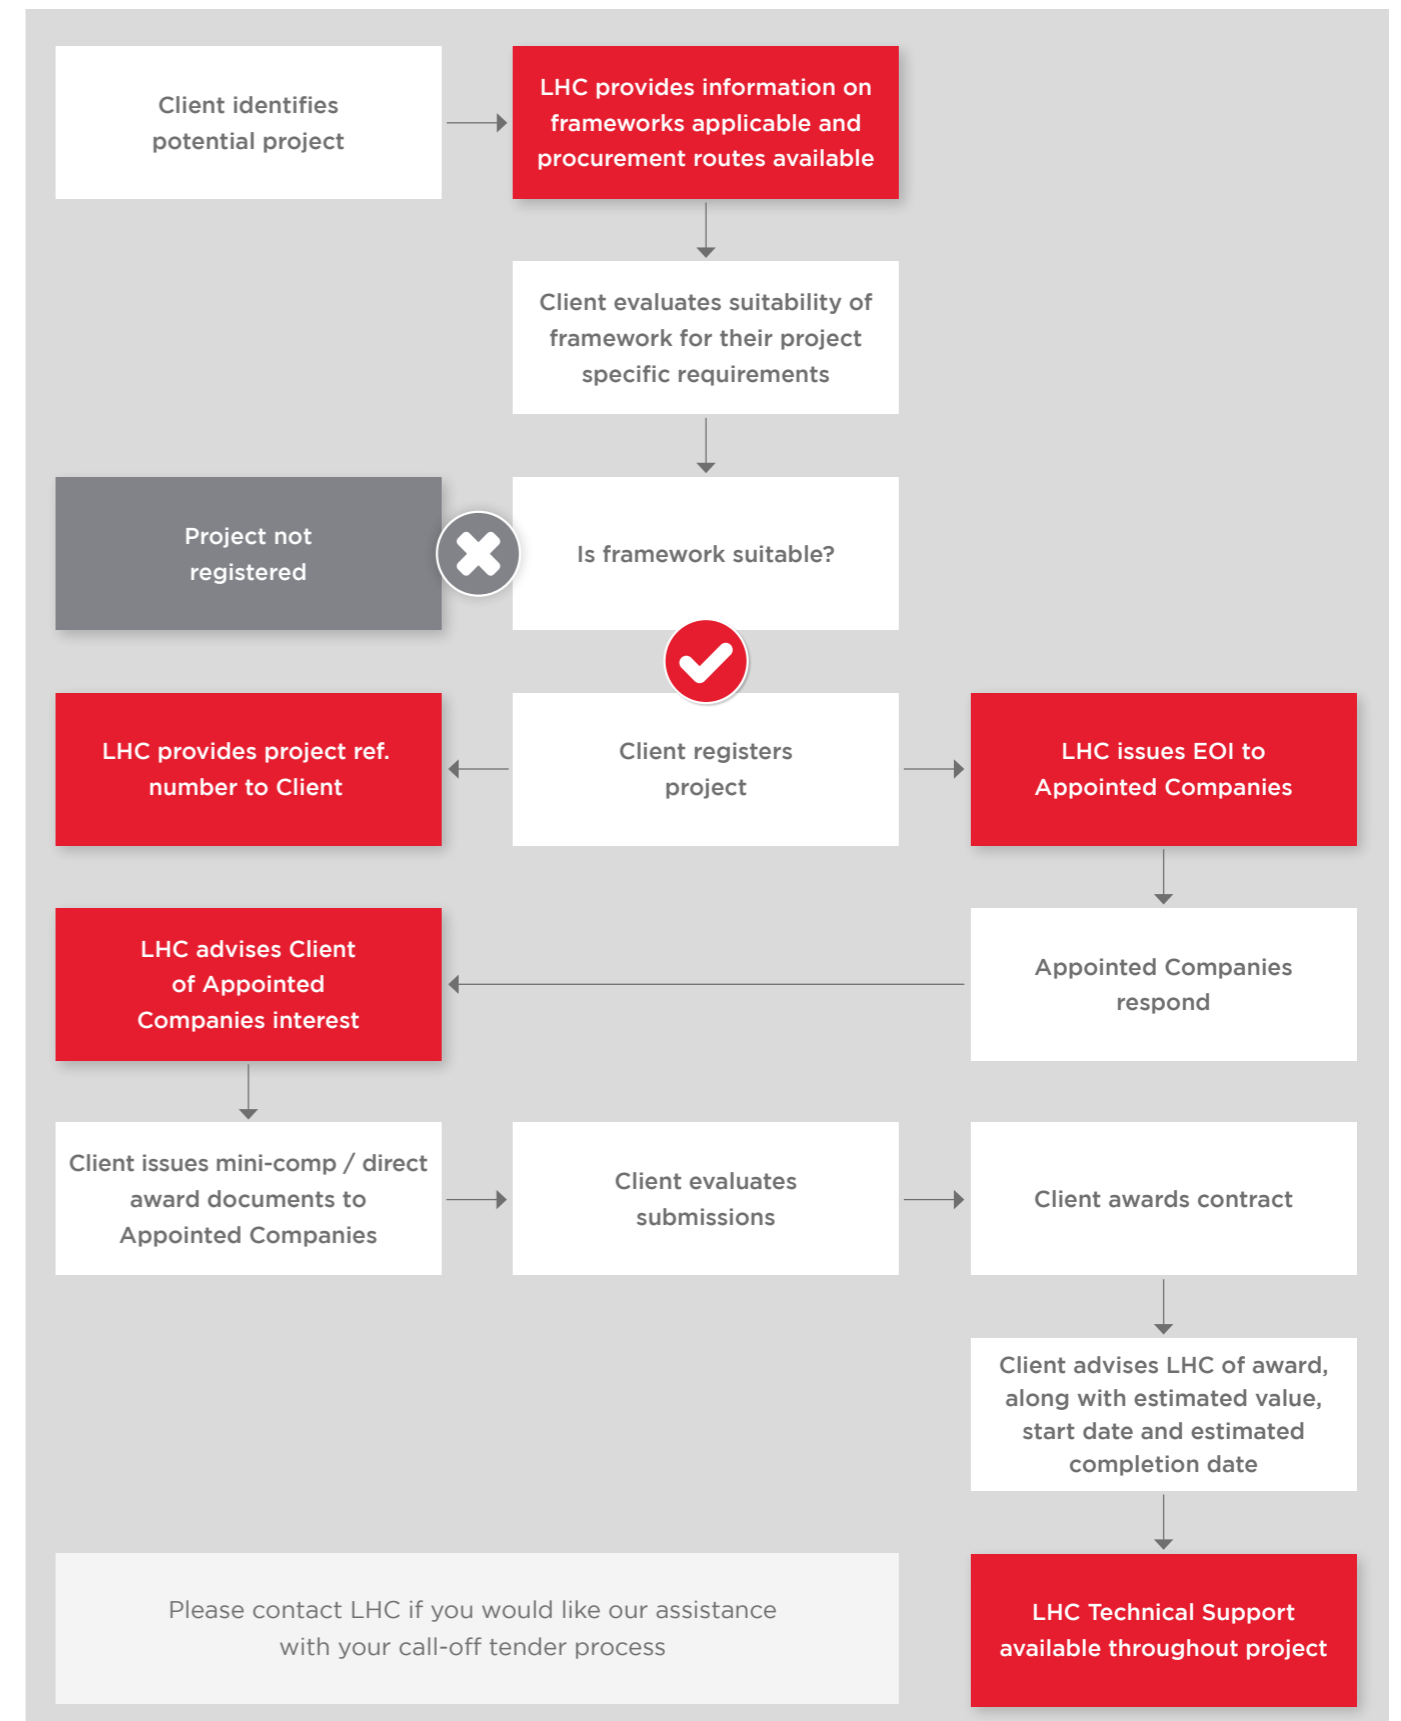 Client identifies
potential project
LHC provides information on
frameworks applicable and
procurement routes available
Client evaluates suitability of
framework for their project
specific requirements
Project not
registered
Is framework suitable?
LHC provides project ref.
number to Client
Client registers
project
LHC issues EOI to
Appointed Companies
LHC advises Client
of Appointed
Companies interest
Appointed Companies
respond
Client issues mini-comp / direct
award documents to
Appointed Companies
Client evaluates
submissions
Client awards contract
Client advises LHC of award,
along with estimated value,
start date and estimated
completion date
Please contact LHC if you would like our assistance
with your call-off tender process
LHC Technical Support
available throughout project